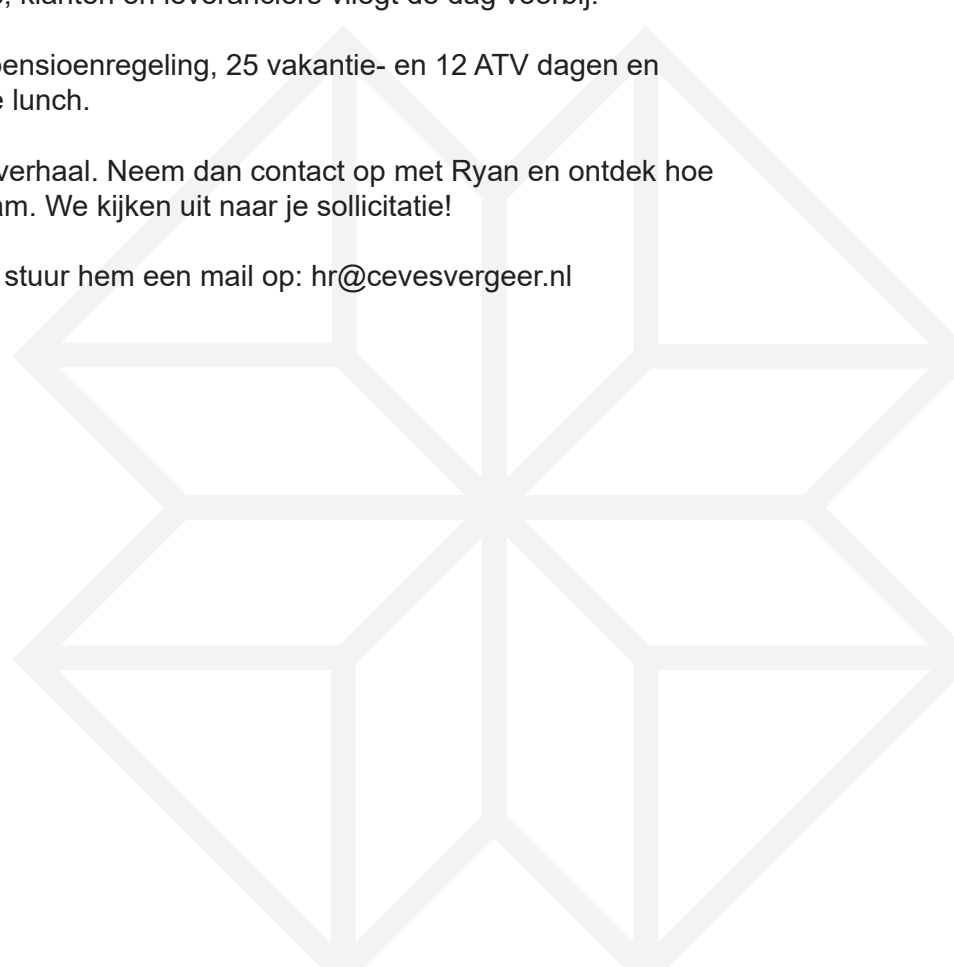 , klanten en leveranciers vliegt de dag voorbij.
pensioenregeling, 25 vakantie- en 12 ATV dagen en
e lunch.
verhaal. Neem dan contact op met Ryan en ontdek hoe
am. We kijken uit naar je sollicitatie!
stuur hem een mail op: hr@cevesvergeer.nl